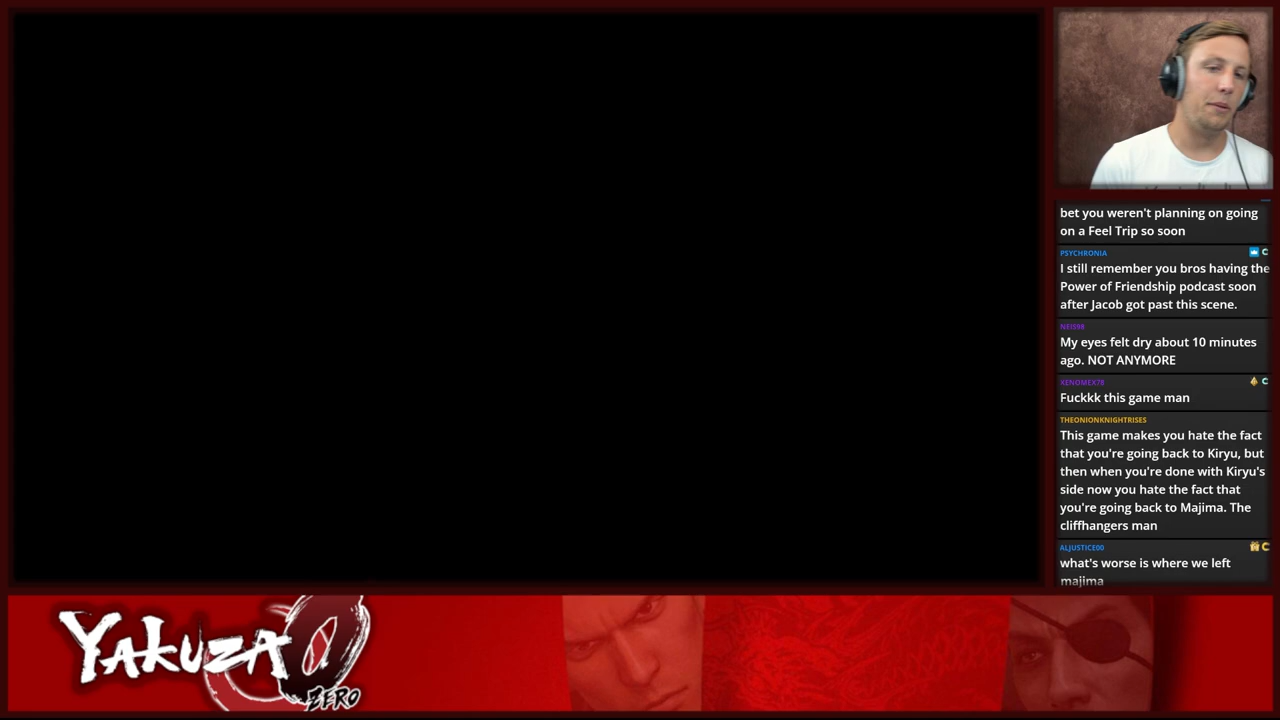 bet you weren't planning on going
on a Feel Trip so soon
PSYCHRONIA
I still remember you bros having the
Power of Friendship podcast soon
after Jacob got past this scene.
NEIS98
My eyes felt dry about 10 minutes
ago. NOT ANYMORE
XENOMEX78
Fuckkk this game man
THEONIONKNIGHTRISES
This game makes you hate the fact
that you're going back to Kiryu, but
then when you're done with Kiryu's
side now you hate the fact that
you're going back to Majima. The
cliffhangers man
ALJUSTICE00
what's worse is where we left
majima
YAKUZA 0
ZERO